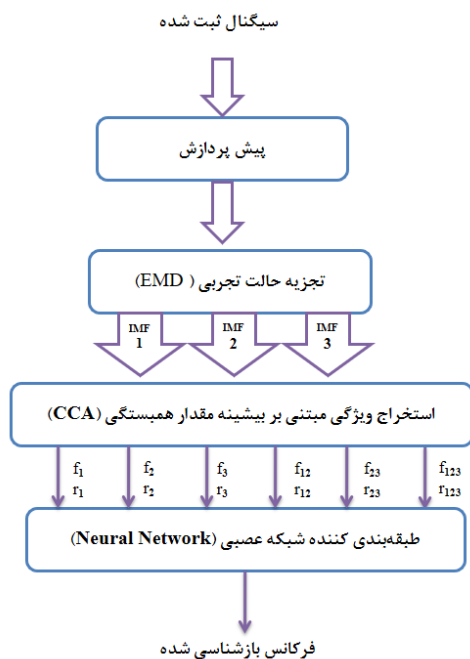 سیگنال ثبت شده
پیش پردازش
تجزیه حالت تجربی ( EMD)
IMF IMF IMF
1 2 3
استخراج ویژگی مبتنی بر بیشینه مقدار همبستگی (CCA)
f₁ f₂ f₃ f₁₂ f₂₃ f₁₂₃
r₁ r₂ r₃ r₁₂ r₂₃ r₁₂₃
طبقه‌بندی کننده شبکه عصبی (Neural Network)
فرکانس بازشناسی شده